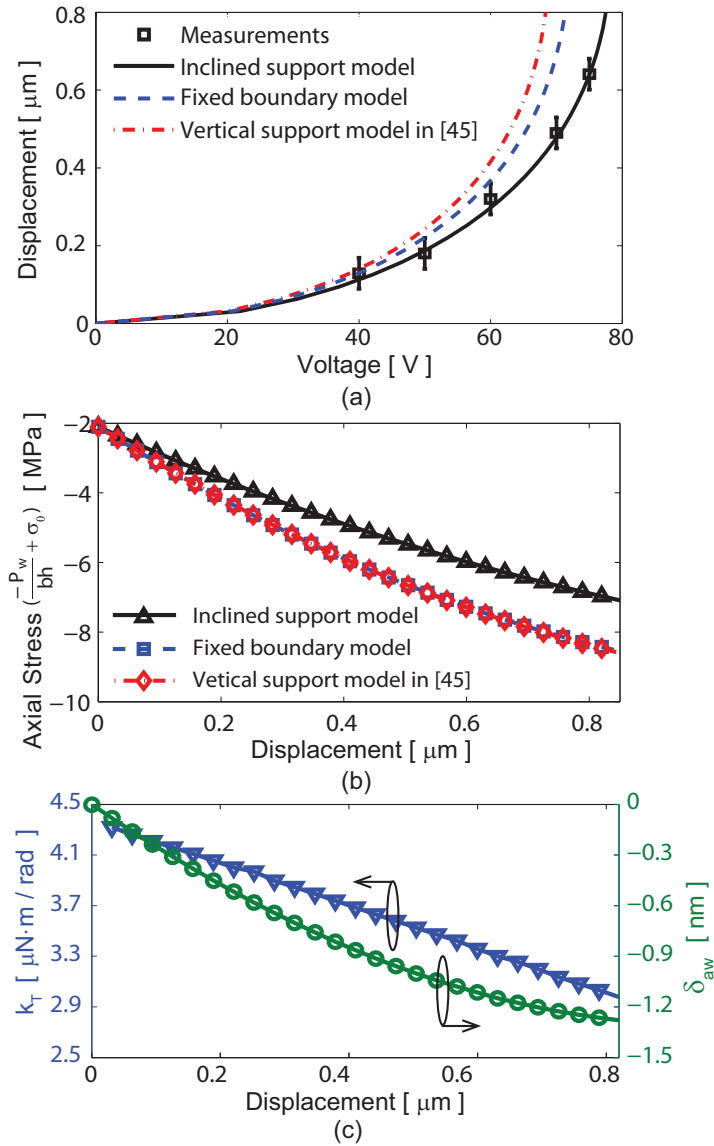 0.8
0.6
0.4
0.2
0
Displacement [ μm ]
Measurements
Inclined support model
Fixed boundary model
Vertical support model in [45]
0 20 40 60 80
Voltage [ V ]
(a)
−2
−4
−6
−8
−10
Axial Stress (−P_w/bh + σ₀) [ MPa ]
Inclined support model
Fixed boundary model
Vetical support model in [45]
0 0.2 0.4 0.6 0.8
Displacement [ μm ]
(b)
4.5
4.1
3.7
3.3
2.9
2.5
k_T [ μN·m / rad ]
0
−0.3
−0.6
−0.9
−1.2
−1.5
δ_aw [ nm ]
0 0.2 0.4 0.6 0.8
Displacement [ μm ]
(c)